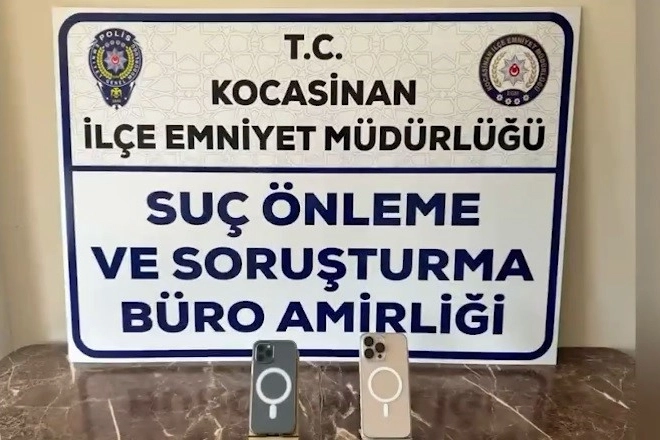 T.C.
KOCASİNAN
İLÇE EMNİYET MÜDÜRLÜĞÜ
SUÇ ÖNLEME
VE SORUŞTURMA
BÜRO AMİRLİĞİ